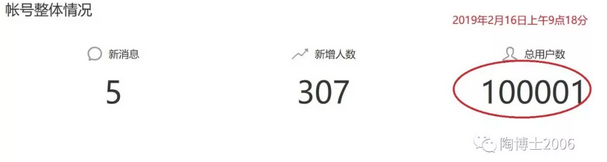 帐号整体情况
2019年2月16日上午9点18分
新消息
新增人数
总用户数
5
307
100001
陶博士2006